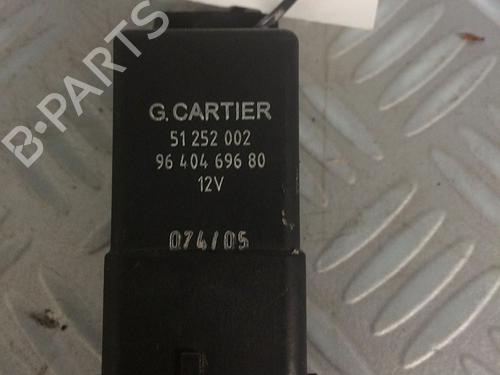 B-PARTS
G. CARTIER
51 252 002
96 404 696 80
12V
074/05